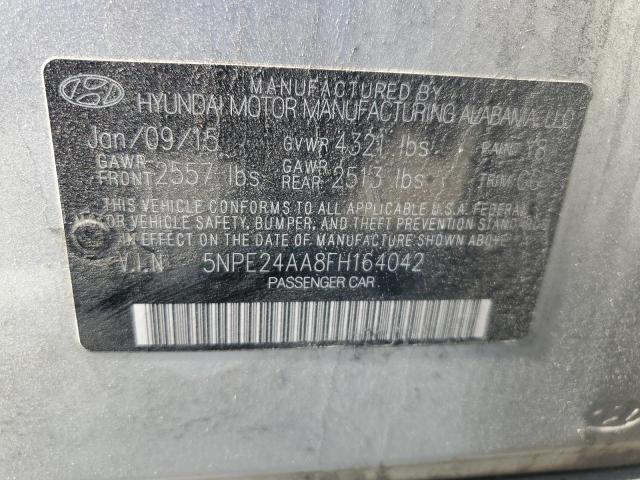 MANUFACTURED BY
HYUNDAI MOTOR MANUFACTURING ALABAMA, LLC
Jan/09/15 GVWR 4321 lbs PAINT
GAWR FRONT 2557 lbs GAWR REAR 2513 lbs TRIM
THIS VEHICLE CONFORMS TO ALL APPLICABLE U.S.A. FEDERAL
MOTOR VEHICLE SAFETY, BUMPER, AND THEFT PREVENTION STANDARDS
IN EFFECT ON THE DATE OF MANUFACTURE SHOWN ABOVE.
V.I.N 5NPE24AA8FH164042
PASSENGER CAR